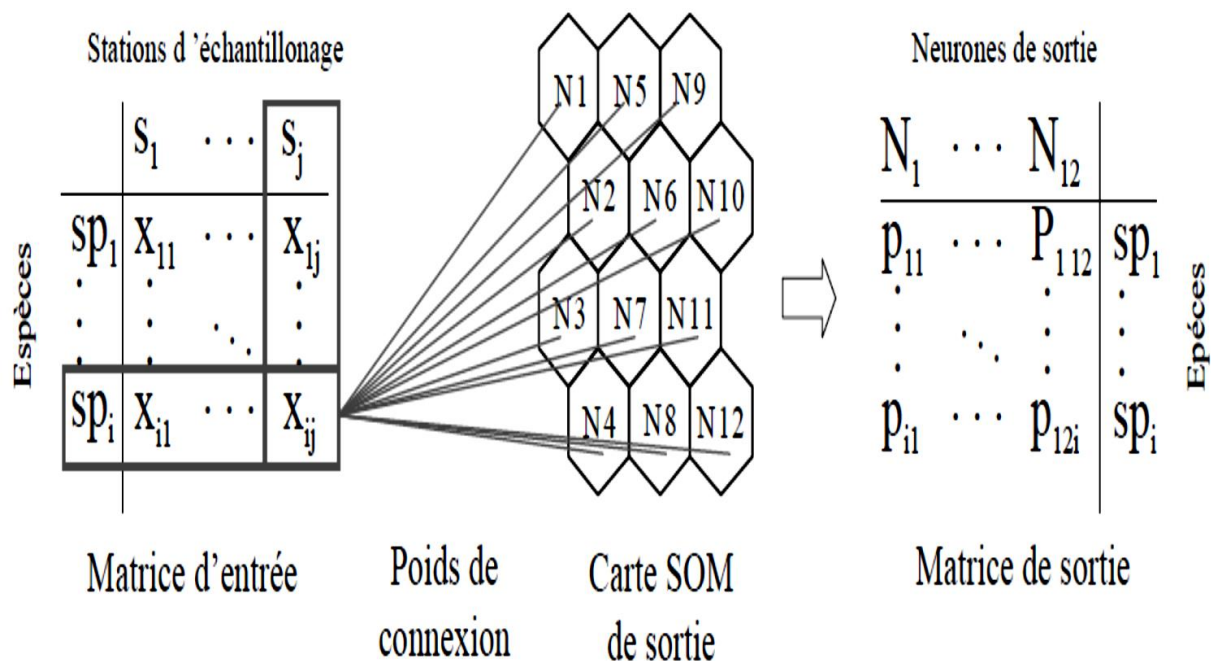 Stations d ’échantillonage
S1 · · · Sj
sp1 x11 · · · x1j
spi xi1 · · · xij
Espèces
Matrice d’entrée
Poids de
connexion
N1 N5 N9
N2 N6 N10
N3 N7 N11
N4 N8 N12
Carte SOM
de sortie
Neurones de sortie
N1 · · · N12
p11 · · · P112 sp1
pi1 · · · p12i spi
Epéces
Matrice de sortie